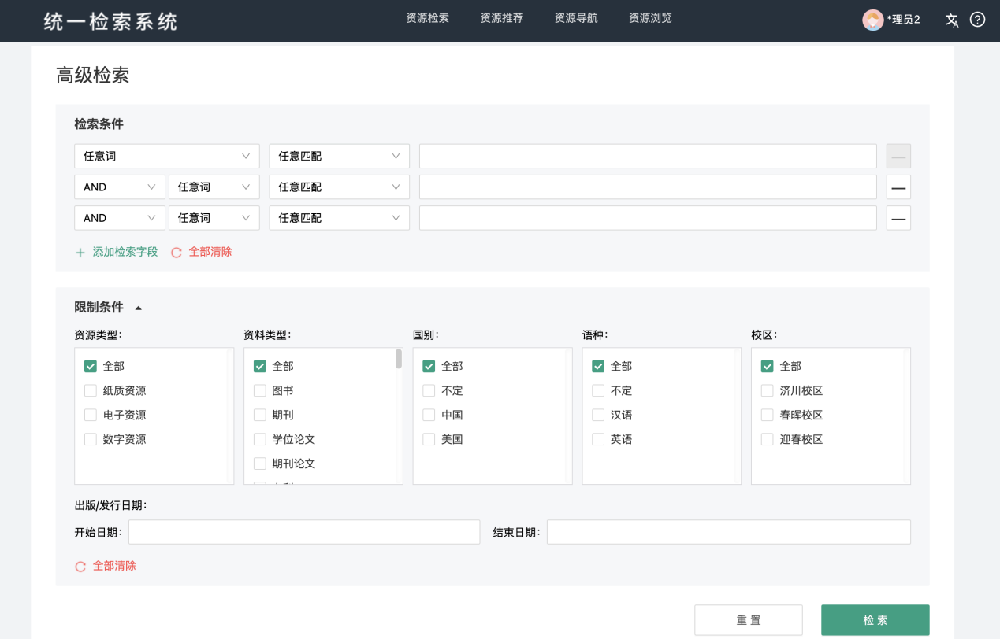 统一检索系统 资源检索 资源推荐 资源导航 资源浏览 *理员2
高级检索
检索条件
任意词 任意匹配
AND 任意词 任意匹配
AND 任意词 任意匹配
添加检索字段 全部清除
限制条件
资源类型: 资料类型: 国别: 语种: 校区:
全部 全部 全部 全部 全部
纸质资源 图书 不定 不定 济川校区
电子资源 期刊 中国 汉语 春晖校区
数字资源 学位论文 美国 英语 迎春校区
期刊论文
出版/发行日期:
开始日期: 结束日期:
全部清除
重置 检索